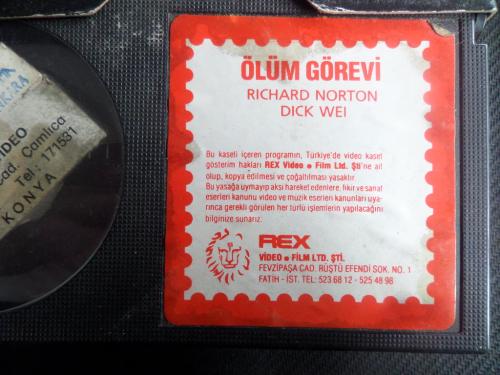 KARA
VIDEO
Cad. Çamlıca
Tel: 171531
KONYA
ÖLÜM GÖREVİ
RICHARD NORTON
DICK WEI
Bu kaseti içeren programın, Türkiye'de video kaset
gösterim hakları REX Video • Film Ltd. Şti'ne ait
olup, kopya edilmesi ve çoğaltılması yasaktır.
Bu yasağa uymayıp aksi hareket edenlere, fikir ve sanat
eserleri kanunu video ve müzik eserleri kanunları uya-
rınca gerekli görülen her türlü işlemlerin yapılacağını
bilginize sunarız.
REX
VİDEO • FİLM LTD. ŞTİ.
FEVZİPAŞA CAD. RÜŞTÜ EFENDİ SOK. NO. 1
FATİH - İST. TEL: 523 68 12 - 525 48 98